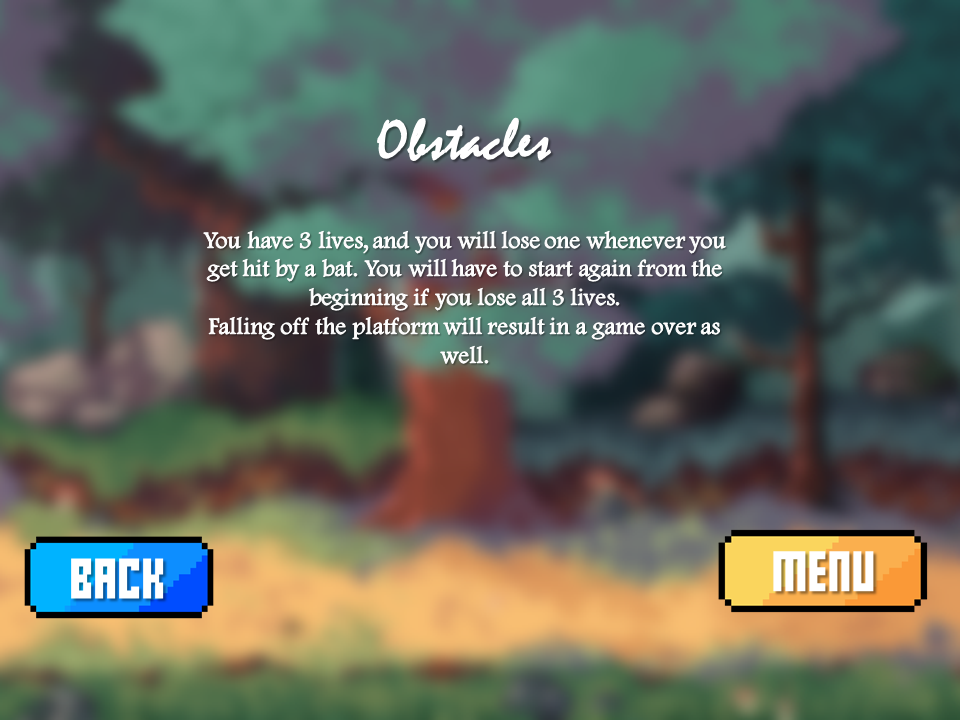 Obstacles
You have 3 lives, and you will lose one whenever you
get hit by a bat. You will have to start again from the
beginning if you lose all 3 lives.
Falling off the platform will result in a game over as
well.
BACK
MENU